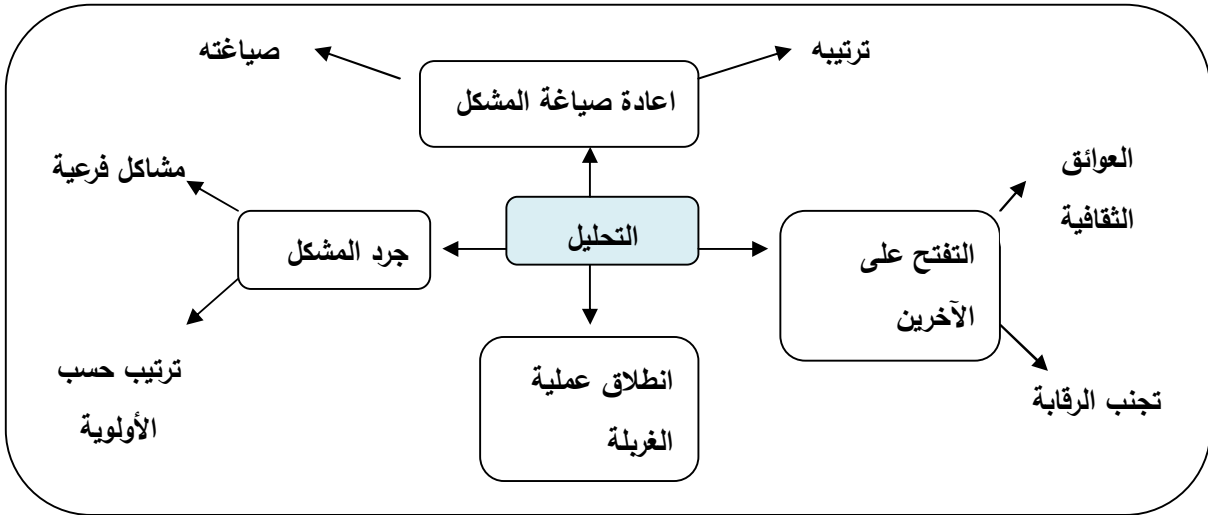 ترتيبه
صياغته
اعادة صياغة المشكل
العوائق
الثقافية
مشاكل فرعية
التحليل
جرد المشكل
التفتح على
الآخرين
انطلاق عملية
الغربلة
ترتيب حسب
الأولوية
تجنب الرقابة